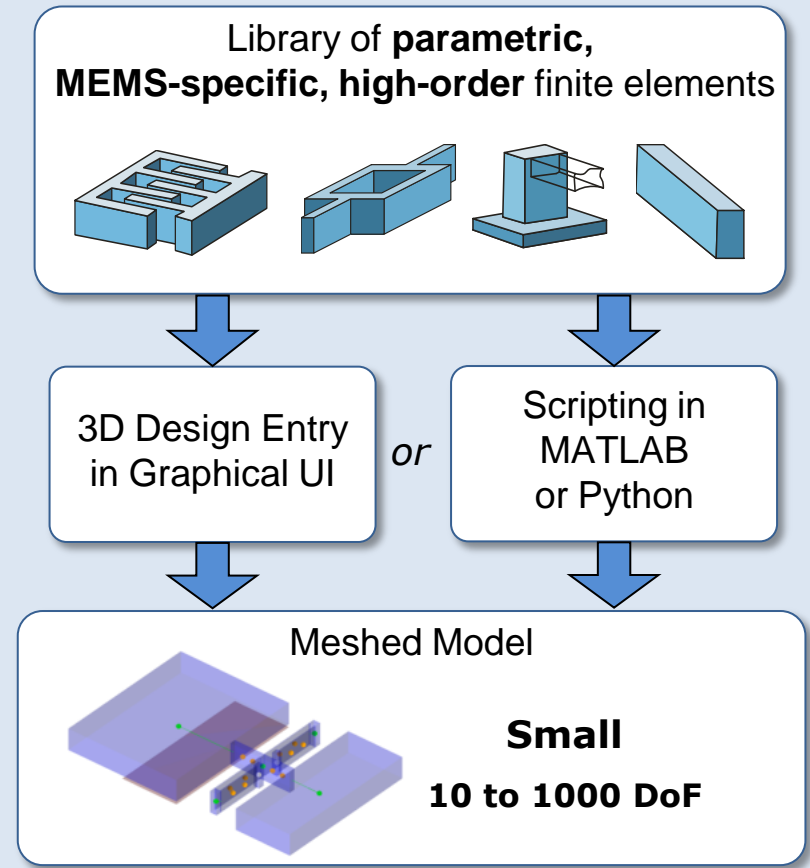 Library of parametric,
MEMS-specific, high-order finite elements
3D Design Entry
in Graphical UI
or
Scripting in
MATLAB
or Python
Meshed Model
Small
10 to 1000 DoF